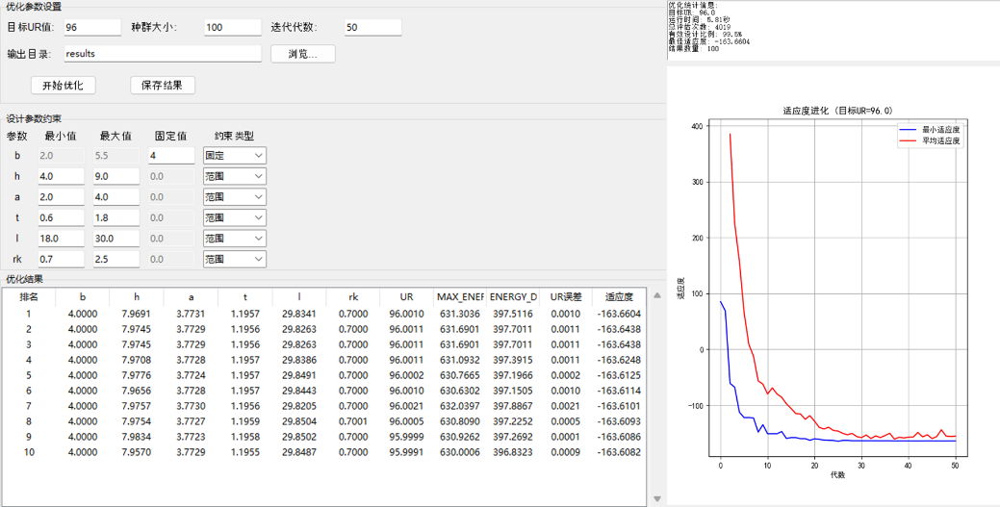 优化参数设置
目标UR值: 96 种群大小: 100 迭代代数: 50
输出目录: results 浏览...
开始优化 保存结果
设计参数约束
参数 最小值 最大值 固定值 约束类型
b 2.0 5.5 4 固定
h 4.0 9.0 0.0 范围
a 2.0 4.0 0.0 范围
t 0.6 1.8 0.0 范围
l 18.0 30.0 0.0 范围
rk 0.7 2.5 0.0 范围
优化结果
排名 b h a t l rk UR MAX_ENEF ENERGY_D UR误差 适应度
1 4.0000 7.9691 3.7731 1.1957 29.8341 0.7000 96.0010 631.3036 397.5116 0.0010 -163.6604
2 4.0000 7.9745 3.7729 1.1956 29.8263 0.7000 96.0011 631.6901 397.7011 0.0011 -163.6438
3 4.0000 7.9745 3.7729 1.1956 29.8263 0.7000 96.0011 631.6901 397.7011 0.0011 -163.6438
4 4.0000 7.9708 3.7728 1.1956 29.8386 0.7000 96.0011 631.0932 397.3915 0.0011 -163.6248
5 4.0000 7.9776 3.7724 1.1956 29.8491 0.7000 96.0002 630.7665 397.1966 0.0002 -163.6125
6 4.0000 7.9656 3.7728 1.1957 29.8443 0.7000 96.0010 630.6302 397.1505 0.0010 -163.6114
7 4.0000 7.9757 3.7730 1.1956 29.8205 0.7000 96.0021 632.0397 397.8867 0.0021 -163.6101
8 4.0000 7.9754 3.7727 1.1959 29.8504 0.7001 96.0005 630.8090 397.2252 0.0005 -163.6093
9 4.0000 7.9834 3.7723 1.1958 29.8502 0.7000 95.9999 630.9262 397.2692 0.0001 -163.6086
10 4.0000 7.9570 3.7729 1.1955 29.8487 0.7000 95.9991 630.0006 396.8323 0.0009 -163.6082
优化统计信息:
目标UR: 96.0
运行时间: 5.81秒
总评估次数: 4019
有效设计比例: 99.5%
最佳适应度: -163.6604
结果数量: 100
适应度进化 (目标UR=96.0)
最小适应度
平均适应度
400
300
200
100
0
-100
适应度
0 10 20 30 40 50
代数